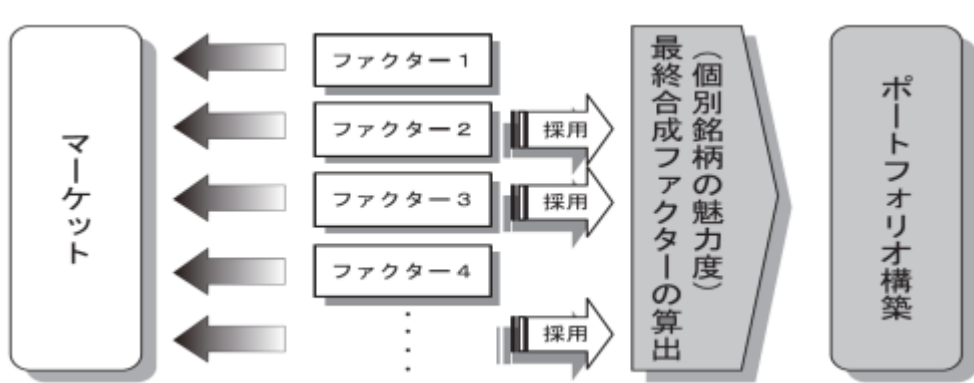 マーケット
ファクター1
ファクター2
採用
ファクター3
採用
ファクター4
・・・・
採用
（個別銘柄の魅力度）
最終合成ファクターの算出
ポートフォリオ構築